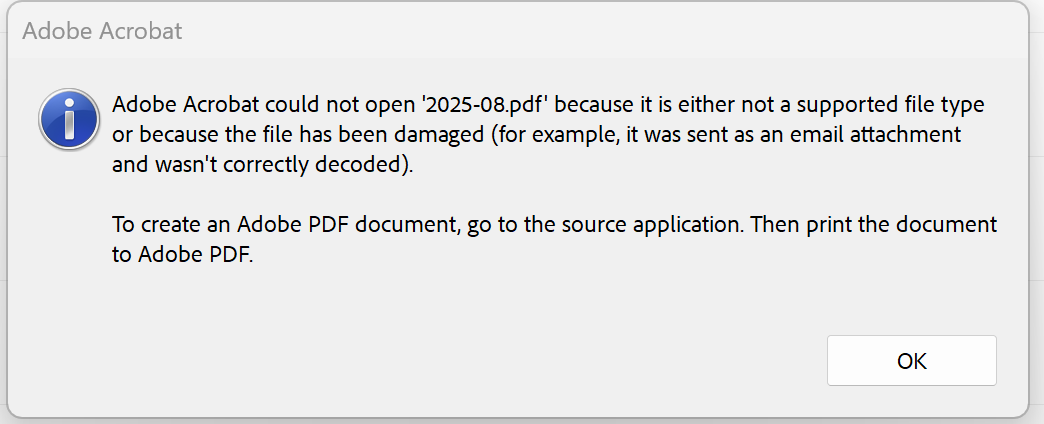 Adobe Acrobat
Adobe Acrobat could not open '2025-08.pdf' because it is either not a supported file type
or because the file has been damaged (for example, it was sent as an email attachment
and wasn't correctly decoded).
To create an Adobe PDF document, go to the source application. Then print the document
to Adobe PDF.
OK